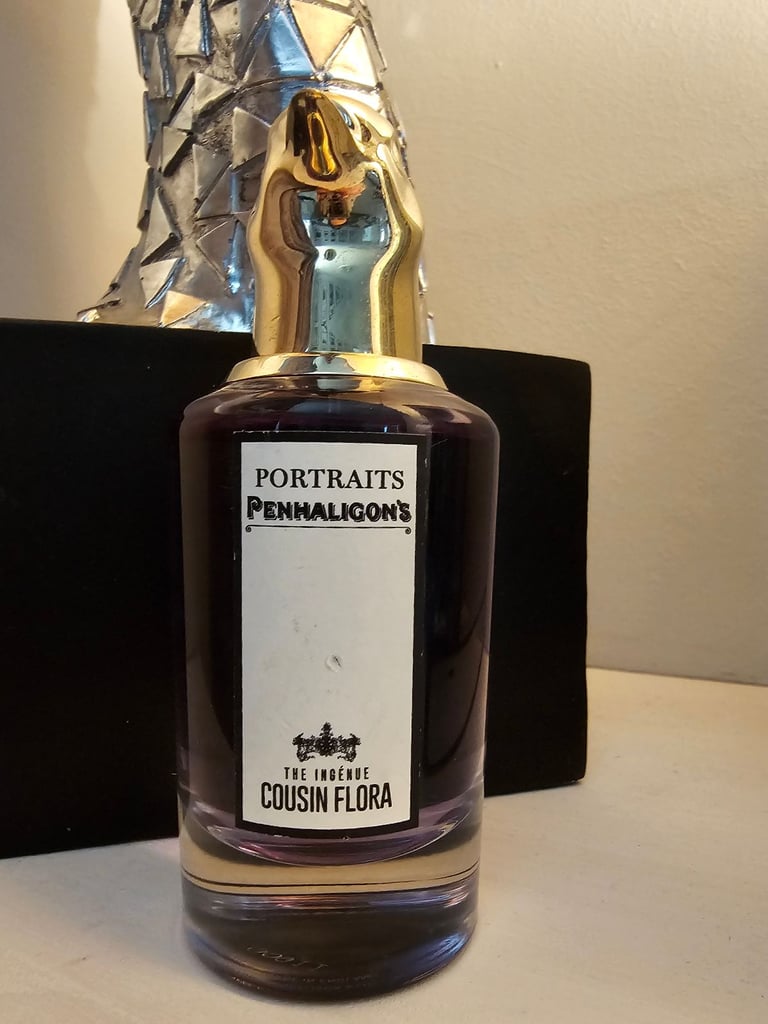 PORTRAITS
PENHALIGON'S
THE INGÉNUE
COUSIN FLORA